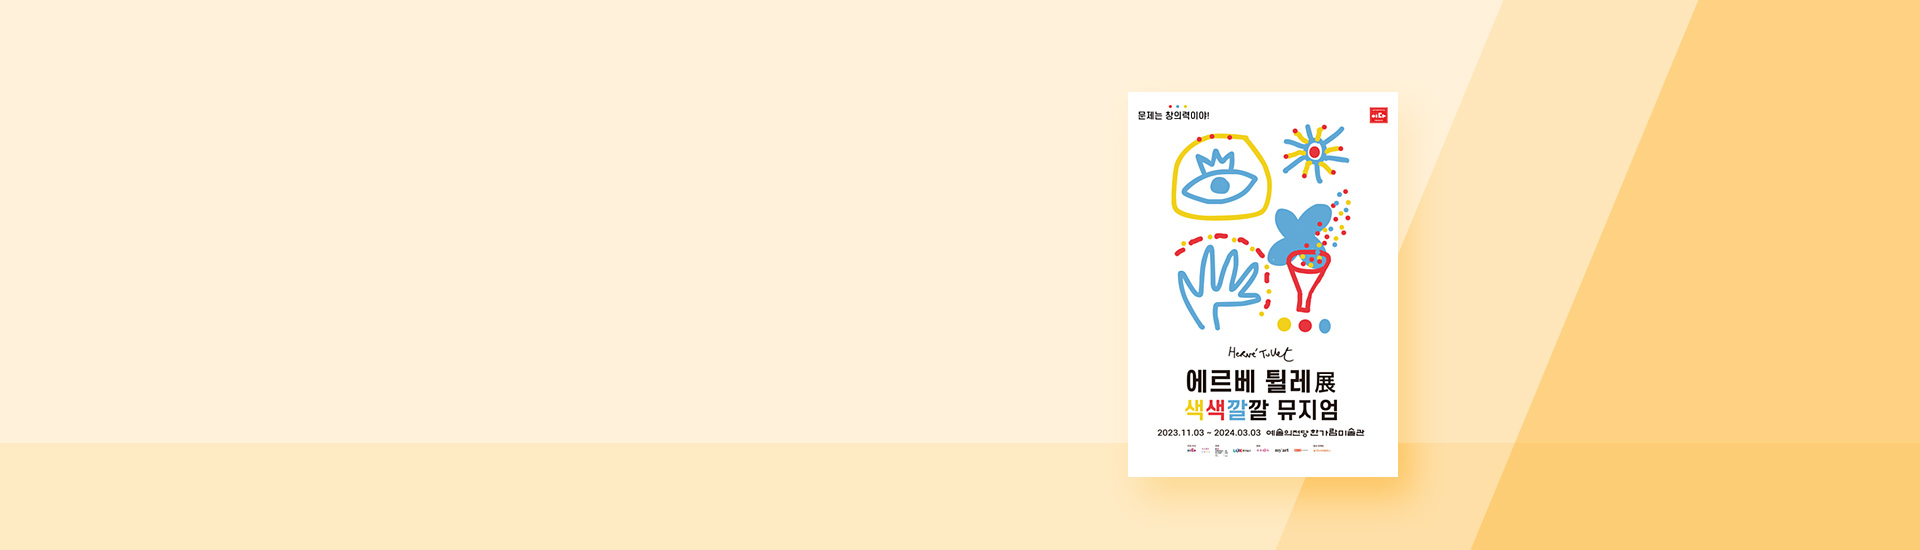 문제는 창의력이야!
이다
Hervé Tullet
에르베 튈레展
색색깔깔 뮤지엄
2023.11.03 ~ 2024.03.03 예술의전당 한가람미술관